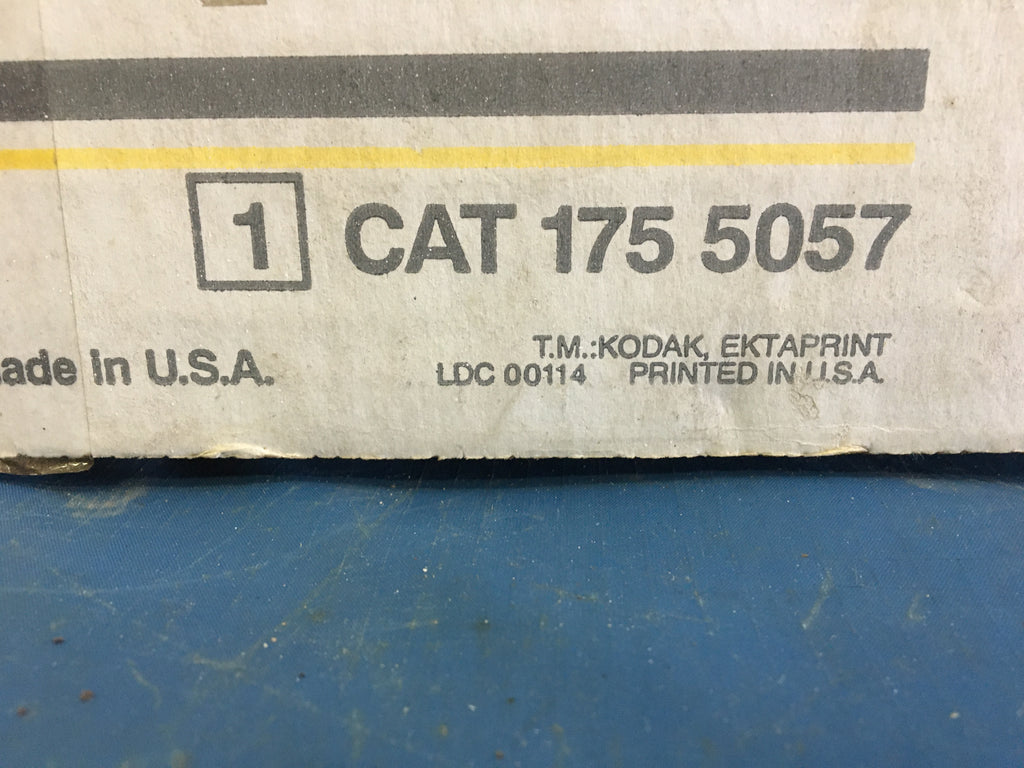 1 CAT 175 5057
ade in U.S.A.
T.M.:KODAK, EKTAPRINT
LDC 00114 PRINTED IN U.S.A.